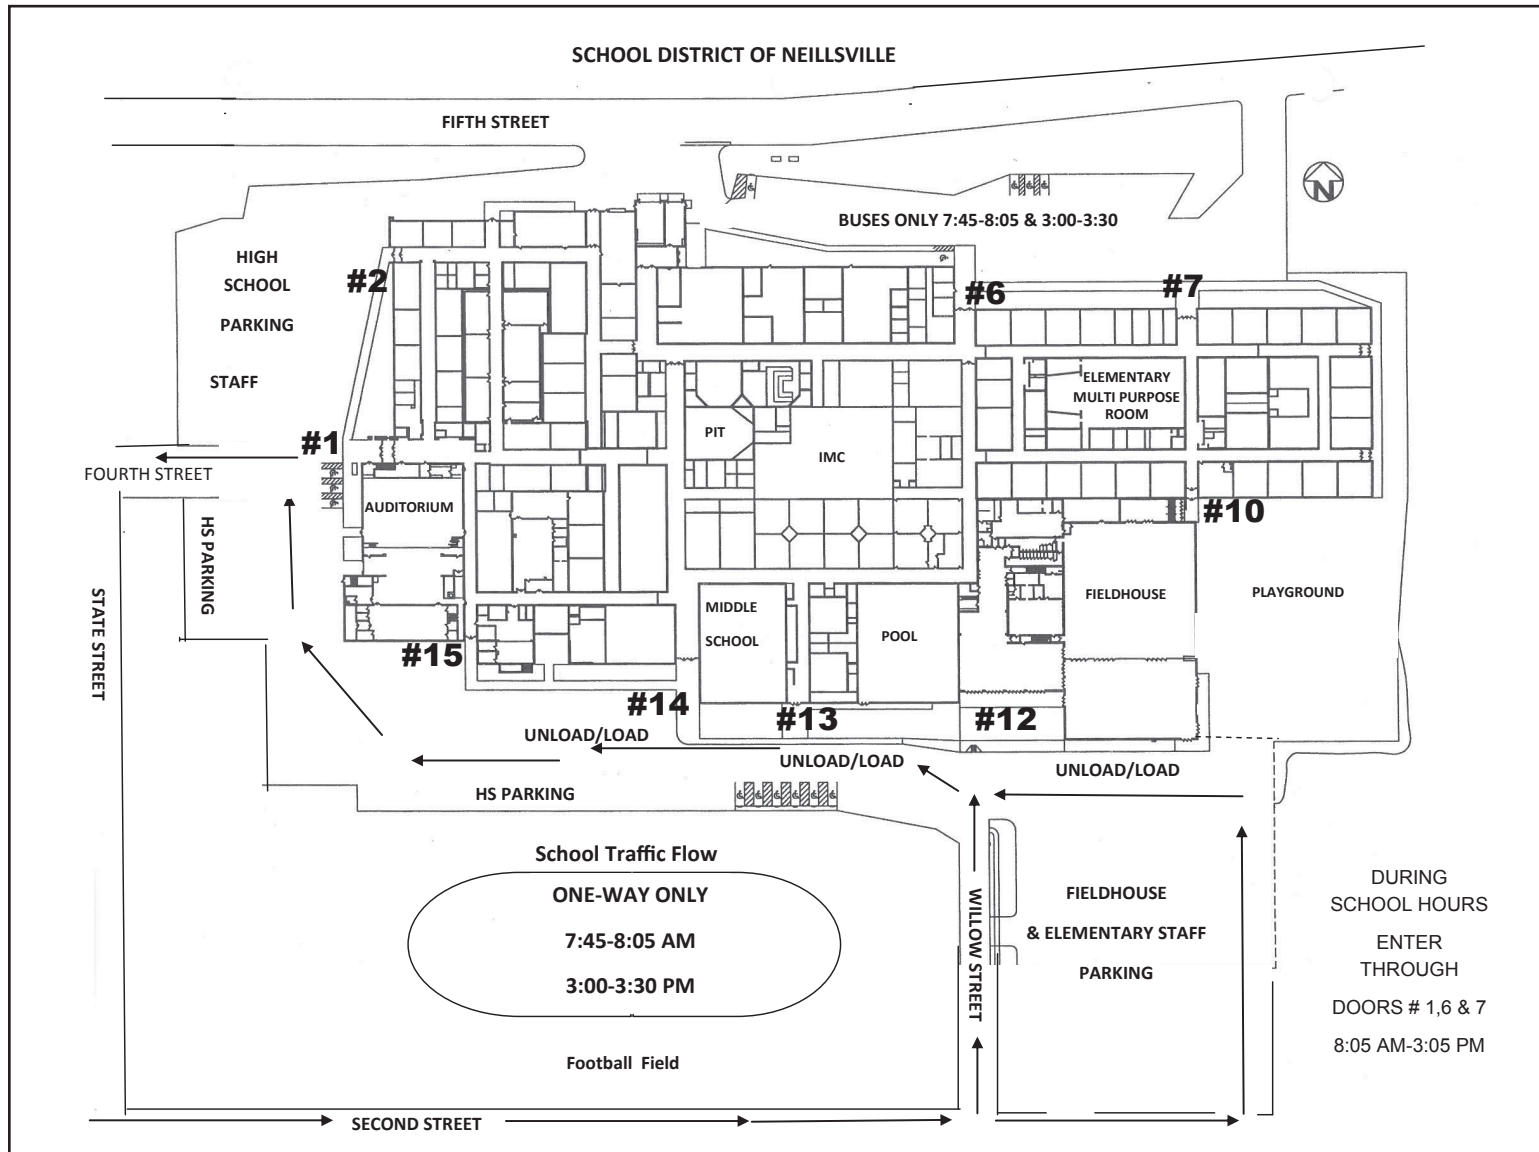 SCHOOL DISTRICT OF NEILLSVILLE
FIFTH STREET
N
BUSES ONLY 7:45-8:05 & 3:00-3:30
HIGH
SCHOOL
PARKING
STAFF
#2
#6
#7
ELEMENTARY
MULTI PURPOSE
ROOM
#1
PIT
IMC
FOURTH STREET
AUDITORIUM
#10
HS PARKING
STATE STREET
MIDDLE
SCHOOL
POOL
FIELDHOUSE
PLAYGROUND
#15
#14
#13
#12
UNLOAD/LOAD
UNLOAD/LOAD
UNLOAD/LOAD
HS PARKING
School Traffic Flow
ONE-WAY ONLY
7:45-8:05 AM
3:00-3:30 PM
Football Field
WILLOW STREET
FIELDHOUSE
& ELEMENTARY STAFF
PARKING
DURING
SCHOOL HOURS
ENTER
THROUGH
DOORS # 1,6 & 7
8:05 AM-3:05 PM
SECOND STREET